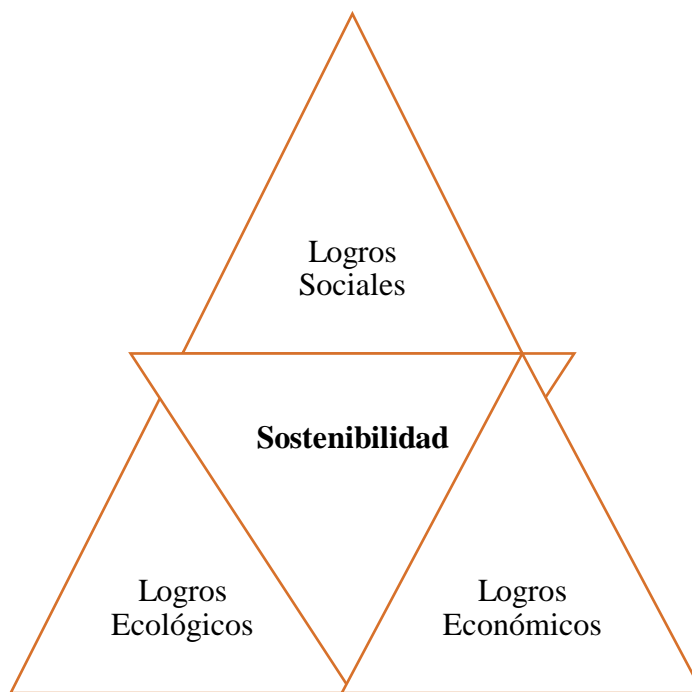 Logros
Sociales
Sostenibilidad
Logros
Ecológicos
Logros
Económicos